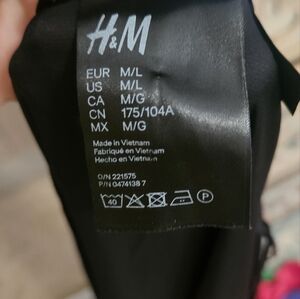 H&M
EUR M/L
US M/L
CA M/G
CN 175/104A
MX M/G
Made in Vietnam
Fabriqué en Vietnam
Hecho en Vietnam
O/N 221575
P/N 0474138 7
40 P